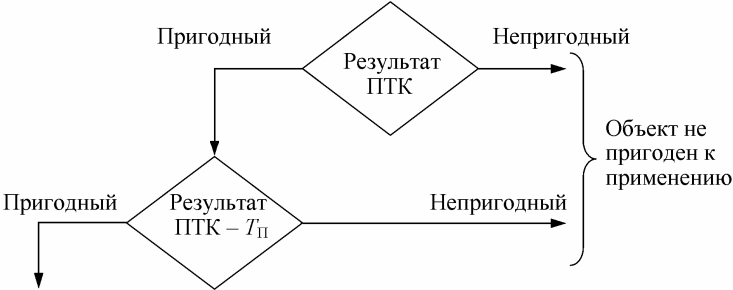 Пригодный
Непригодный
Результат
ПТК
Объект не
пригоден к
применению
Пригодный
Результат
ПТК – Tп
Непригодный